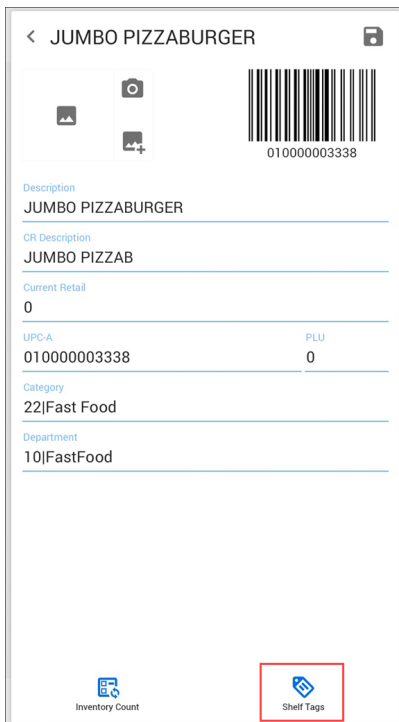 JUMBO PIZZABURGER
010000003338
Description
JUMBO PIZZABURGER
CR Description
JUMBO PIZZAB
Current Retail
0
UPC-A PLU
010000003338 0
Category
22|Fast Food
Department
10|FastFood
Inventory Count Shelf Tags